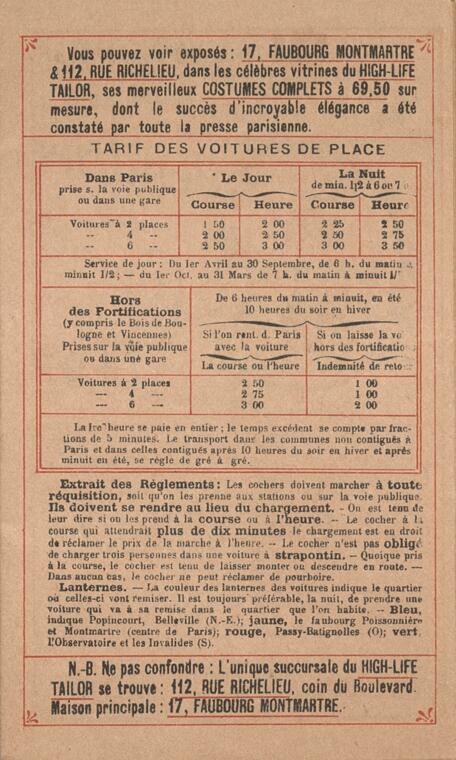 Vous pouvez voir exposés : 17, FAUBOURG MONTMARTRE
& 112, RUE RICHELIEU, dans les célèbres vitrines du HIGH-LIFE
TAILOR, ses merveilleux COSTUMES COMPLETS à 69,50 sur
mesure, dont le succès d'incroyable élégance a été
constaté par toute la presse parisienne.
TARIF DES VOITURES DE PLACE
Dans Paris
prise s. la voie publique
ou dans une gare
Le Jour
La Nuit
de min. 1/2 à 6 ou 7
Course Heure Course Heure
Voitures à 2 places 1 50 2 00 2 25 2 50
-- 4 -- 2 00 2 50 2 50 2 75
-- 6 -- 2 50 3 00 3 00 3 50
Service de jour : Du 1er Avril au 30 Septembre, de 6 h. du matin à
minuit 1/2 ; — du 1er Oct. au 31 Mars de 7 h. du matin à minuit 1/
Hors
des Fortifications
(y compris le Bois de Bou-
logne et Vincennes)
Prises sur la voie publique
ou dans une gare
De 6 heures du matin à minuit, en été
10 heures du soir en hiver
Si l'on rent. d. Paris
avec la voiture
La course ou l'heure
Si on laisse la vo
hors des fortificatio
Indemnité de reto
Voitures à 2 places 2 50 1 00
— 4 — 2 75 1 00
— 6 — 3 00 2 00
La 1re heure se paie en entier ; le temps excédent se compte par frac-
tions de 5 minutes. Le transport dans les communes non contiguës à
Paris et dans celles contiguës après 10 heures du soir en hiver et après
minuit en été, se règle de gré à gré.
Extrait des Règlements : Les cochers doivent marcher à toute
réquisition, soit qu'on les prenne aux stations ou sur la voie publique.
Ils doivent se rendre au lieu du chargement. - On est tenu de
leur dire si on les prend à la course ou à l'heure. -- Le cocher à la
course qui attendrait plus de dix minutes le chargement est en droit
de réclamer le prix de la marche à l'heure. -- Le cocher n'est pas obligé
de charger trois personnes dans une voiture à strapontin. - Quoique pris
à la course, le cocher est tenu de laisser monter ou descendre en route. —
Dans aucun cas, le cocher ne peut réclamer de pourboire.
Lanternes. — La couleur des lanternes des voitures indique le quartier
où celles-ci vont remiser. Il est toujours préférable, la nuit, de prendre une
voiture qui va à sa remise dans le quartier que l'on habite. -- Bleu,
indique Popincourt, Belleville (N.-E.); jaune, le faubourg Poissonnière
et Montmartre (centre de Paris); rouge, Passy-Batignolles (O); vert,
l'Observatoire et les Invalides (S).
N.-B. Ne pas confondre : L'unique succursale du HIGH-LIFE
TAILOR se trouve : 112, RUE RICHELIEU, coin du Boulevard.
Maison principale : 17, FAUBOURG MONTMARTRE.